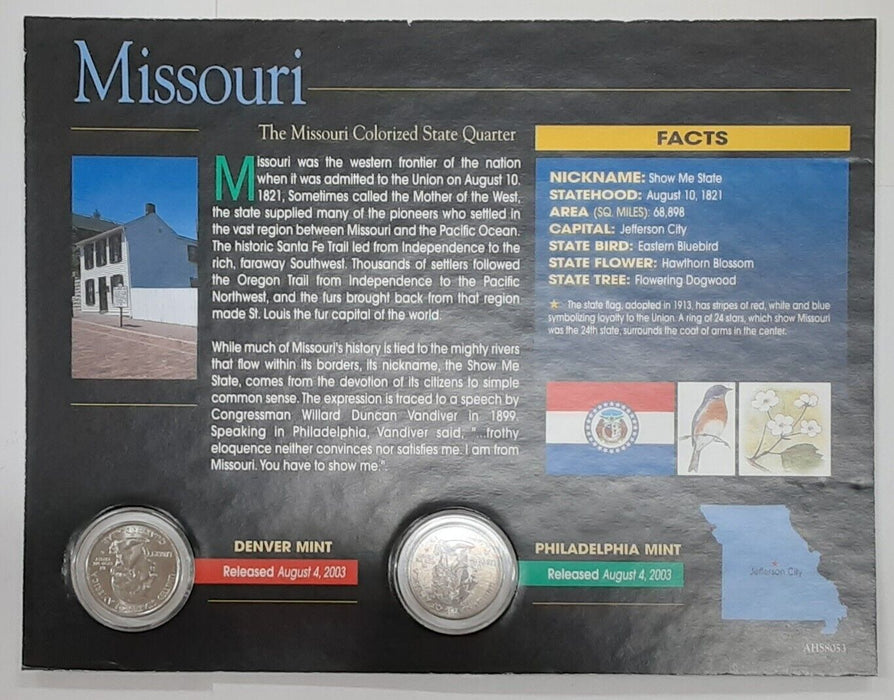 Missouri
The Missouri Colorized State Quarter
Missouri was the western frontier of the nation
when it was admitted to the Union on August 10,
1821, Sometimes called the Mother of the West,
the state supplied many of the pioneers who settled in
the vast region between Missouri and the Pacific Ocean.
The historic Santa Fe Trail led from Independence to the
rich, faraway Southwest. Thousands of settlers followed
the Oregon Trail from Independence to the Pacific
Northwest, and the furs brought back from that region
made St. Louis the fur capital of the world.
While much of Missouri's history is tied to the mighty rivers
that flow within its borders, its nickname, the Show Me
State, comes from the devotion of its citizens to simple
common sense. The expression is traced to a speech by
Congressman Willard Duncan Vandiver in 1899.
Speaking in Philadelphia, Vandiver said, "...frothy
eloquence neither convinces nor satisfies me. I am from
Missouri. You have to show me.".
FACTS
NICKNAME: Show Me State
STATEHOOD: August 10, 1821
AREA (SQ. MILES): 68,898
CAPITAL: Jefferson City
STATE BIRD: Eastern Bluebird
STATE FLOWER: Hawthorn Blossom
STATE TREE: Flowering Dogwood
★ The state flag, adopted in 1913, has stripes of red, white and blue
symbolizing loyalty to the Union. A ring of 24 stars, which show Missouri
was the 24th state, surrounds the coat of arms in the center.
DENVER MINT
Released August 4, 2003
PHILADELPHIA MINT
Released August 4, 2003
Jefferson City
AHS8053
LIBERTY